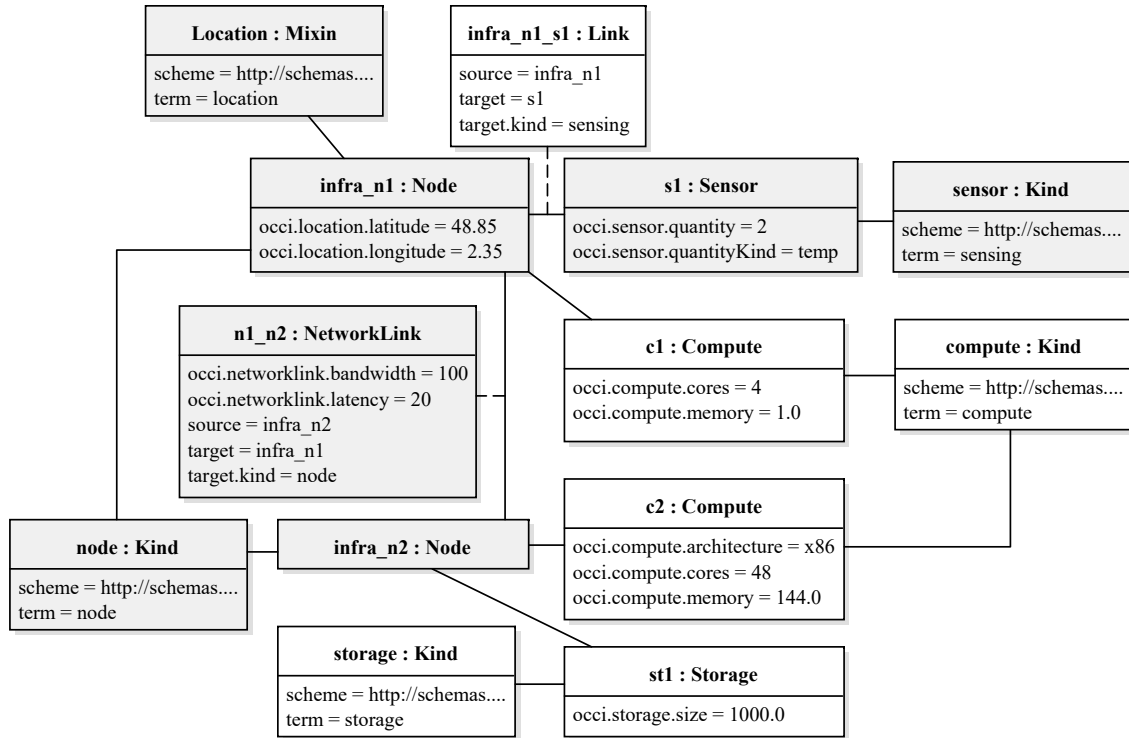 Location : Mixin
scheme = http://schemas....
term = location
infra_n1_s1 : Link
source = infra_n1
target = s1
target.kind = sensing
infra_n1 : Node
occi.location.latitude = 48.85
occi.location.longitude = 2.35
s1 : Sensor
occi.sensor.quantity = 2
occi.sensor.quantityKind = temp
sensor : Kind
scheme = http://schemas....
term = sensing
n1_n2 : NetworkLink
occi.networklink.bandwidth = 100
occi.networklink.latency = 20
source = infra_n2
target = infra_n1
target.kind = node
c1 : Compute
occi.compute.cores = 4
occi.compute.memory = 1.0
compute : Kind
scheme = http://schemas....
term = compute
node : Kind
scheme = http://schemas....
term = node
infra_n2 : Node
c2 : Compute
occi.compute.architecture = x86
occi.compute.cores = 48
occi.compute.memory = 144.0
storage : Kind
scheme = http://schemas....
term = storage
st1 : Storage
occi.storage.size = 1000.0